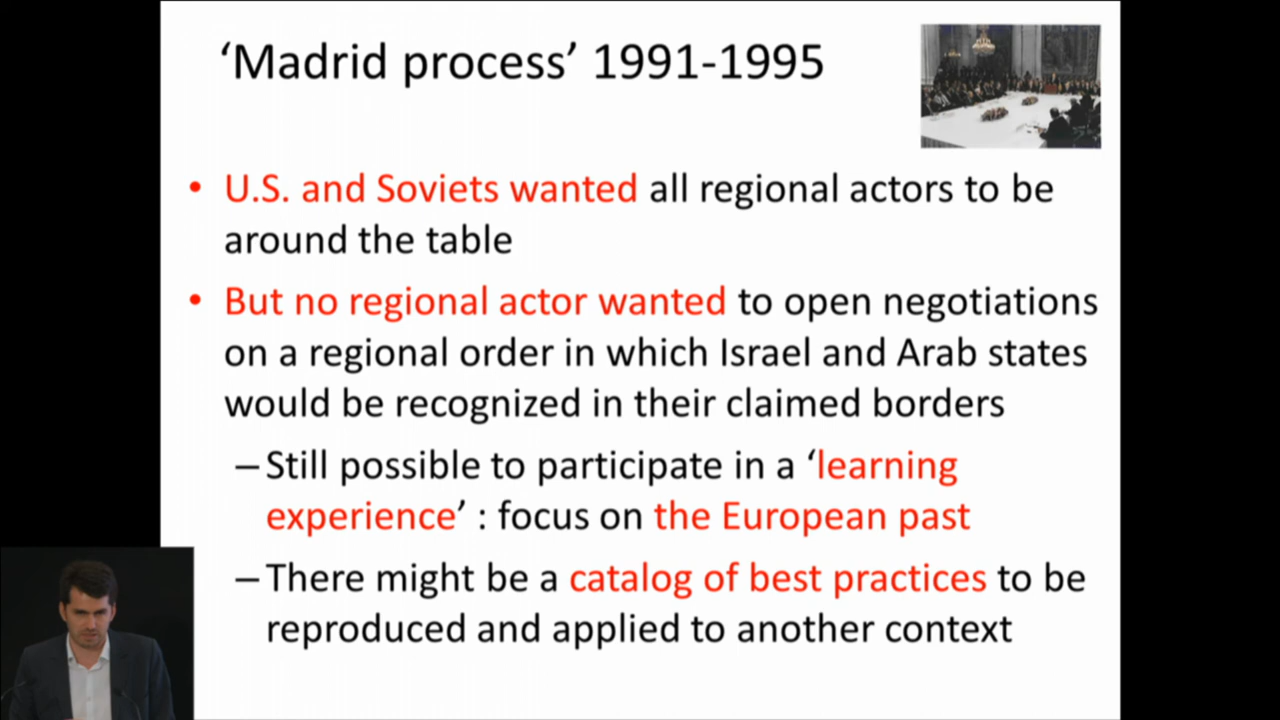 ‘Madrid process’ 1991-1995
• U.S. and Soviets wanted all regional actors to be
around the table
• But no regional actor wanted to open negotiations
on a regional order in which Israel and Arab states
would be recognized in their claimed borders
–Still possible to participate in a ‘learning
experience’ : focus on the European past
–There might be a catalog of best practices to be
reproduced and applied to another context